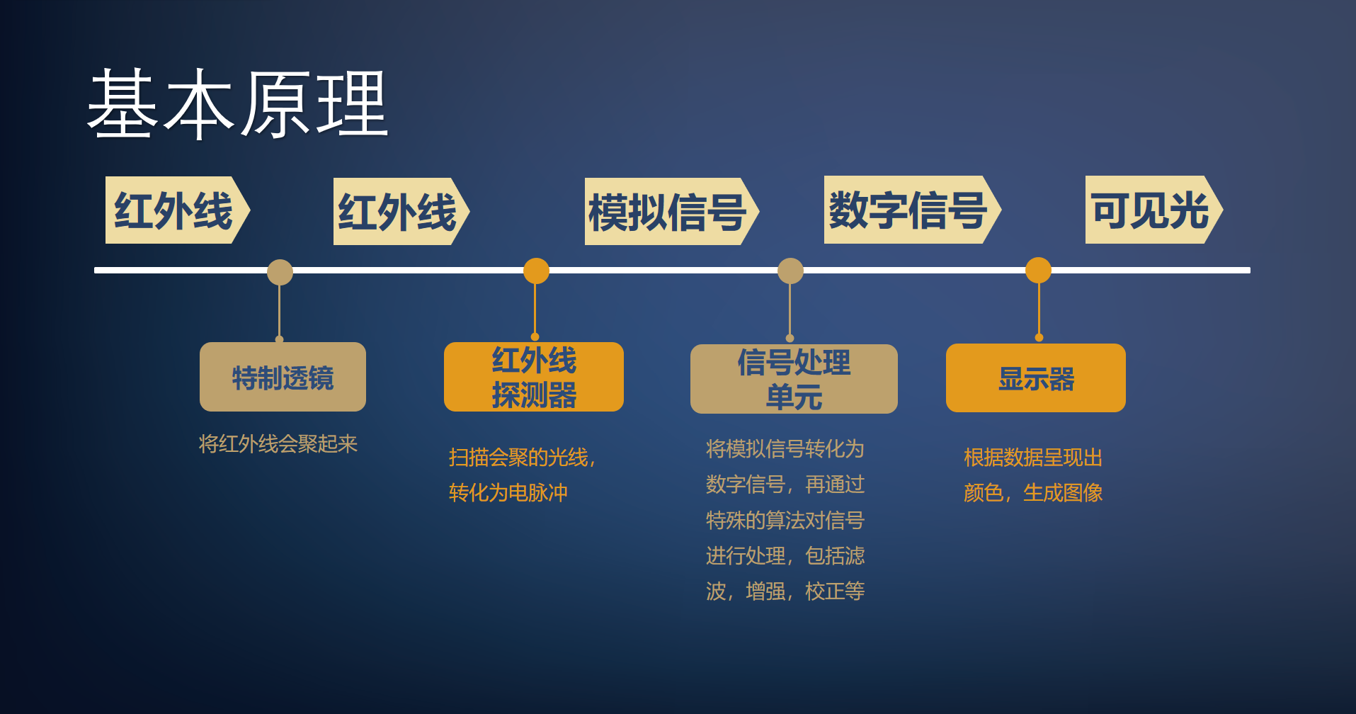 基本原理
红外线
红外线
模拟信号
数字信号
可见光
特制透镜
将红外线会聚起来
红外线
探测器
扫描会聚的光线，
转化为电脉冲
信号处理
单元
将模拟信号转化为
数字信号，再通过
特殊的算法对信号
进行处理，包括滤
波，增强，校正等
显示器
根据数据呈现出
颜色，生成图像